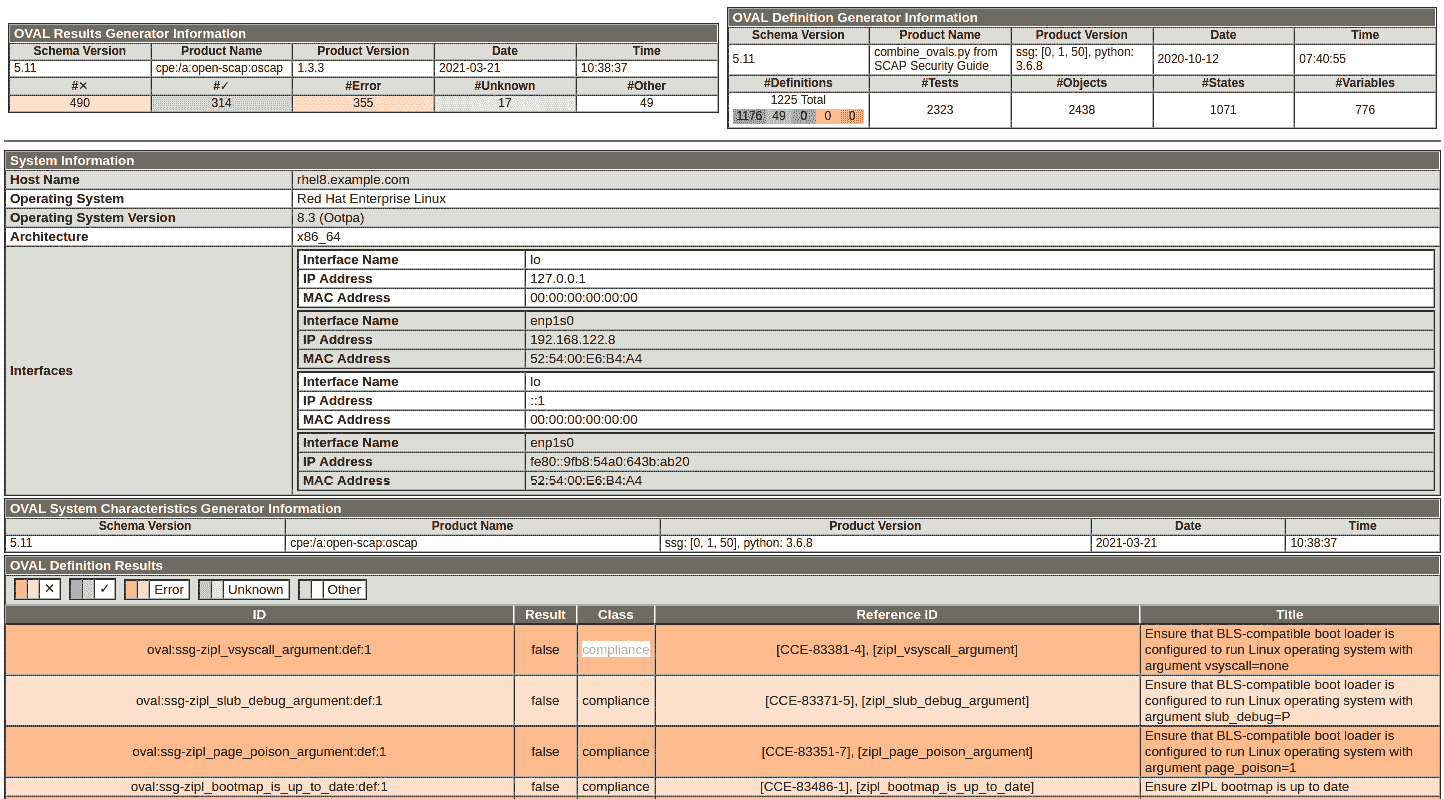 OVAL Results Generator Information
Schema Version Product Name Product Version Date Time
5.11 cpe:/a:open-scap:oscap 1.3.3 2021-03-21 10:38:37
#✕ #✓ #Error #Unknown #Other
490 314 355 17 49
OVAL Definition Generator Information
Schema Version Product Name Product Version Date Time
5.11 combine_ovals.py from SCAP Security Guide ssg: [0, 1, 50], python: 3.6.8 2020-10-12 07:40:55
#Definitions #Tests #Objects #States #Variables
1225 Total
1176 49 0 0 0 2323 2438 1071 776
System Information
Host Name rhel8.example.com
Operating System Red Hat Enterprise Linux
Operating System Version 8.3 (Ootpa)
Architecture x86_64
Interfaces
Interface Name lo
IP Address 127.0.0.1
MAC Address 00:00:00:00:00:00
Interface Name enp1s0
IP Address 192.168.122.8
MAC Address 52:54:00:E6:B4:A4
Interface Name lo
IP Address ::1
MAC Address 00:00:00:00:00:00
Interface Name enp1s0
IP Address fe80::9fb8:54a0:643b:ab20
MAC Address 52:54:00:E6:B4:A4
OVAL System Characteristics Generator Information
Schema Version Product Name Product Version Date Time
5.11 cpe:/a:open-scap:oscap ssg: [0, 1, 50], python: 3.6.8 2021-03-21 10:38:37
OVAL Definition Results
✕ ✓ Error Unknown Other
ID Result Class Reference ID Title
oval:ssg-zipl_vsyscall_argument:def:1 false compliance [CCE-83381-4], [zipl_vsyscall_argument] Ensure that BLS-compatible boot loader is
configured to run Linux operating system with
argument vsyscall=none
oval:ssg-zipl_slub_debug_argument:def:1 false compliance [CCE-83371-5], [zipl_slub_debug_argument] Ensure that BLS-compatible boot loader is
configured to run Linux operating system with
argument slub_debug=P
oval:ssg-zipl_page_poison_argument:def:1 false compliance [CCE-83351-7], [zipl_page_poison_argument] Ensure that BLS-compatible boot loader is
configured to run Linux operating system with
argument page_poison=1
oval:ssg-zipl_bootmap_is_up_to_date:def:1 false compliance [CCE-83486-1], [zipl_bootmap_is_up_to_date] Ensure zIPL bootmap is up to date